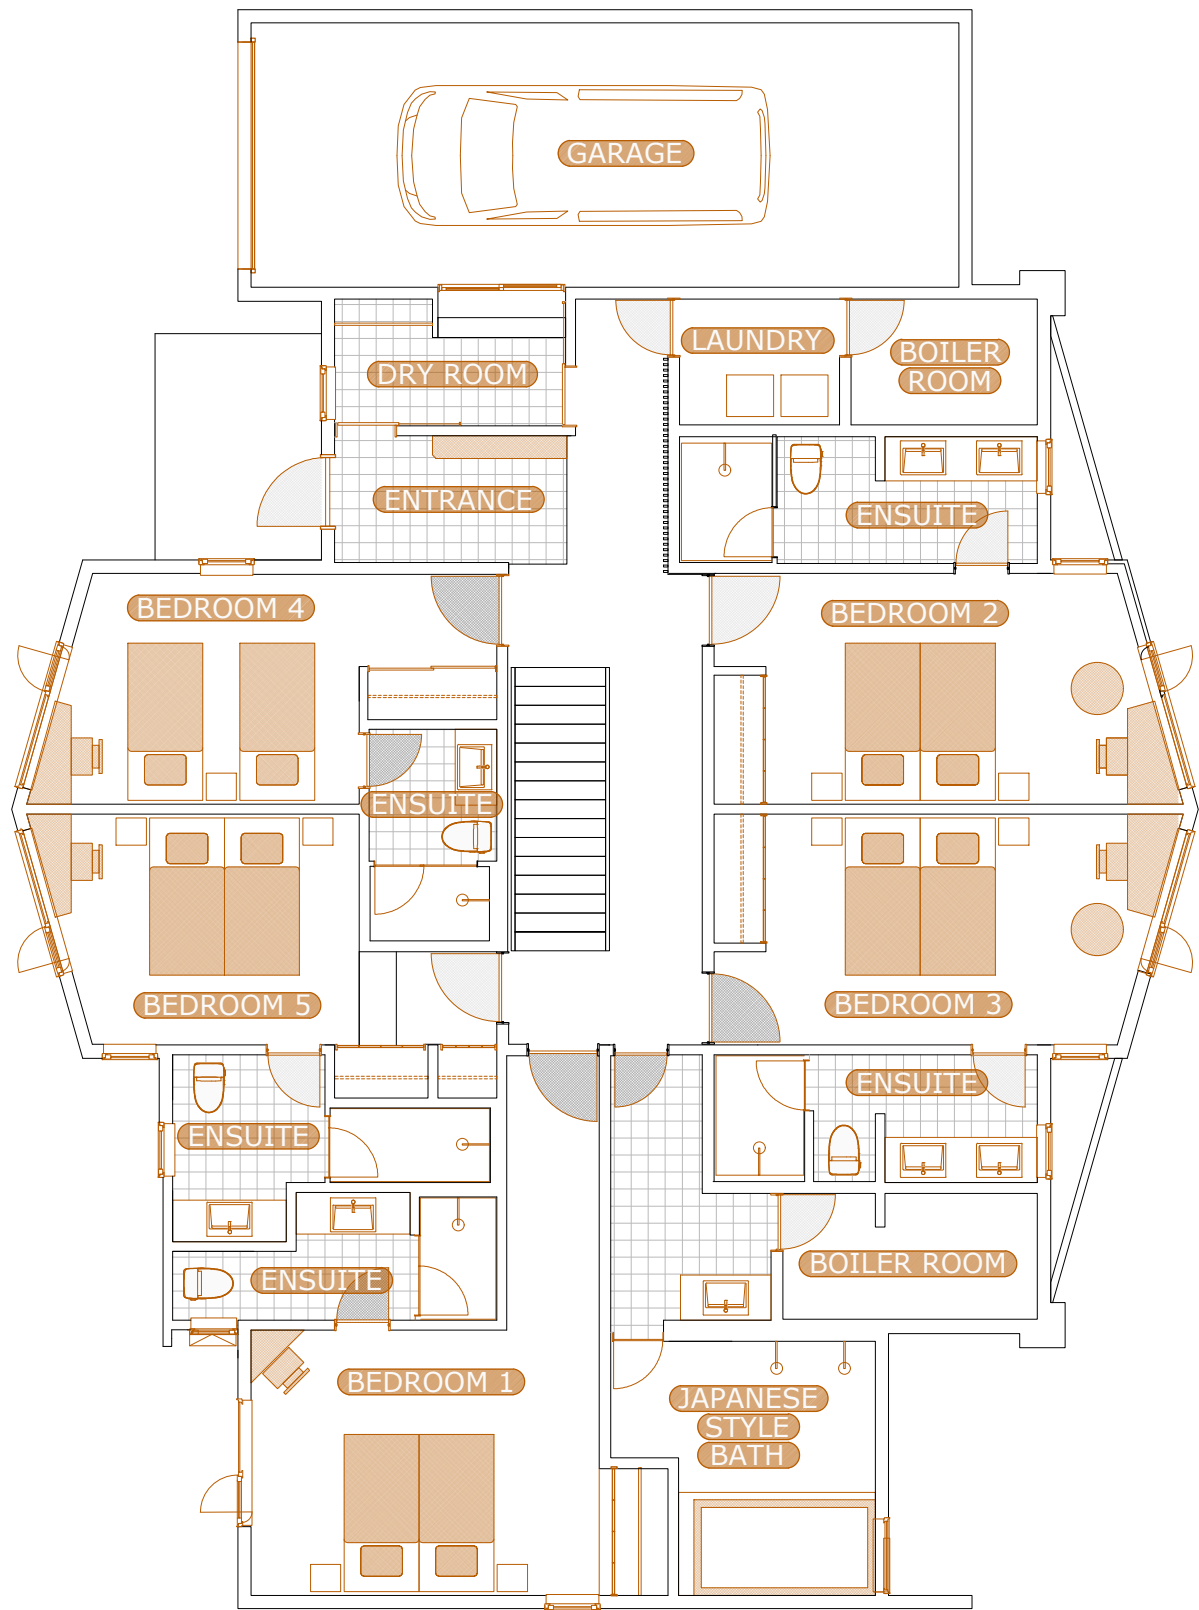 GARAGE
LAUNDRY
BOILER
ROOM
DRY ROOM
ENTRANCE
ENSUITE
BEDROOM 4
BEDROOM 2
ENSUITE
BEDROOM 5
BEDROOM 3
ENSUITE
ENSUITE
BOILER ROOM
ENSUITE
BEDROOM 1
JAPANESE
STYLE
BATH